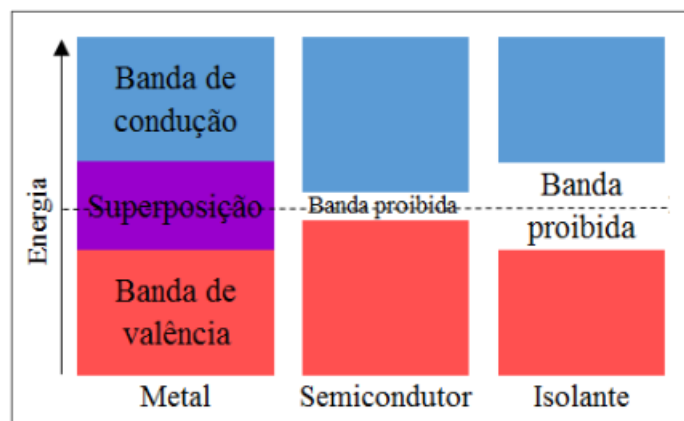 Energia
Banda de
condução
Superposição
Banda de
valência
Metal
Banda proibida
Semicondutor
Banda
proibida
Isolante